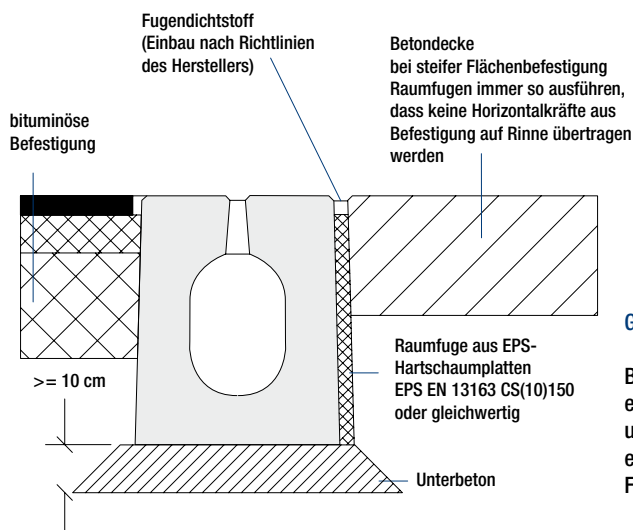 Fugendichtstoff
(Einbau nach Richtlinien
des Herstellers)
Betondecke
bei steifer Flächenbefestigung
Raumfugen immer so ausführen,
dass keine Horizontalkräfte aus
Befestigung auf Rinne übertragen
werden
bituminöse
Befestigung
>= 10 cm
Raumfuge aus EPS-
Hartschaumplatten
EPS EN 13163 CS(10)150
oder gleichwertig
Unterbeton
G
B
e
u
e
F